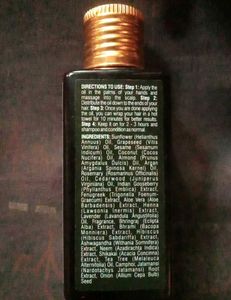 DIRECTIONS TO USE: Step 1: Apply the
oil in the palms of your hands and
massage into the scalp. Step 2:
Distribute the oil down to the ends of your
hair. Step 3: Once you are done applying
the oil, you can wrap your hair in a hot
towel for 10 minutes for better results.
Step 4: Keep it on for 2 - 3 hours and
shampoo and condition as normal.
INGREDIENTS: Sunflower (Helianthus
Annuus) Oil, Grapeseed (Vitis
Vinifera) Oil, Sesame (Sesamum
Indicum) Oil, Coconut (Cocos
Nucifera) Oil, Almond (Prunus
Amygdalus Dulcis) Oil, Argan
(Argania Spinosa Kernel) Oil,
Rosemary (Rosmarinus Officinalis)
Oil, Cedarwood (Juniperus
Virginiana) Oil, Indian Gooseberry
(Phyllanthus Emblica) Extract,
Fenugreek (Trigonella Foenum-
Graecum) Extract, Aloe Vera (Aloe
Barbadensis) Extract, Henna
(Lawsonia Inermis) Extract,
Lavender (Lavandula Angustifolia)
Oil, Fragrance, Bhringraj (Eclipta
Alba) Extract, Brahmi (Bacopa
Monniera) Extract, Hibiscus
(Hibiscus Sabdariffa) Extract,
Ashwagandha (Withania Somnifera)
Extract, Neem (Azadirachta Indica)
Extract, Shikakai (Acacia Concinna)
Extract, Tea Tree (Melaleuca
Alternifolia) Oil, Camphor, Jatamansi
(Nardostachys Jatamansi) Root
Extract, Onion (Allium Cepa Bulb)
Seed